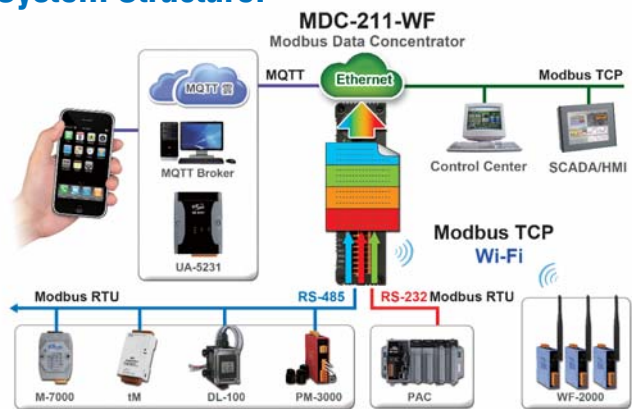 System Structure:
MDC-211-WF
Modbus Data Concentrator
MQTT
Ethernet
Modbus TCP
MQTT 雲
MQTT Broker
UA-5231
Control Center
SCADA/HMI
Modbus TCP
Wi-Fi
Modbus RTU
RS-485
RS-232 Modbus RTU
M-7000
tM
DL-100
PM-3000
PAC
WF-2000